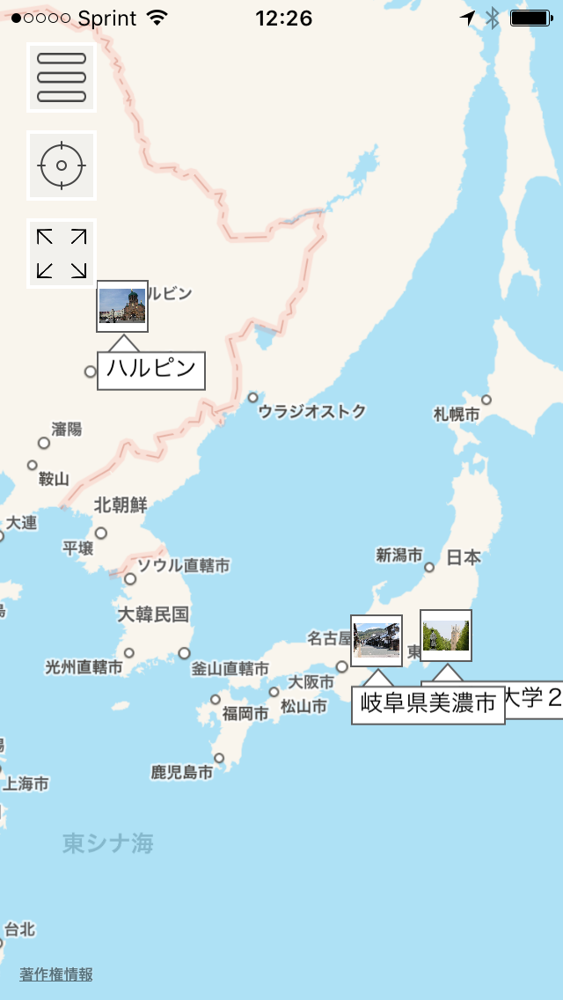 Sprint 12:26
ルビン
ハルピン
ウラジオストク
札幌市
瀋陽
鞍山
北朝鮮
大連
平壌
新潟市
日本
ソウル直轄市
大韓民国
名古屋
東
光州直轄市
釜山直轄市
大阪市
福岡市
松山市
岐阜県美濃市
大学2
鹿児島市
上海市
東シナ海
台北
著作権情報